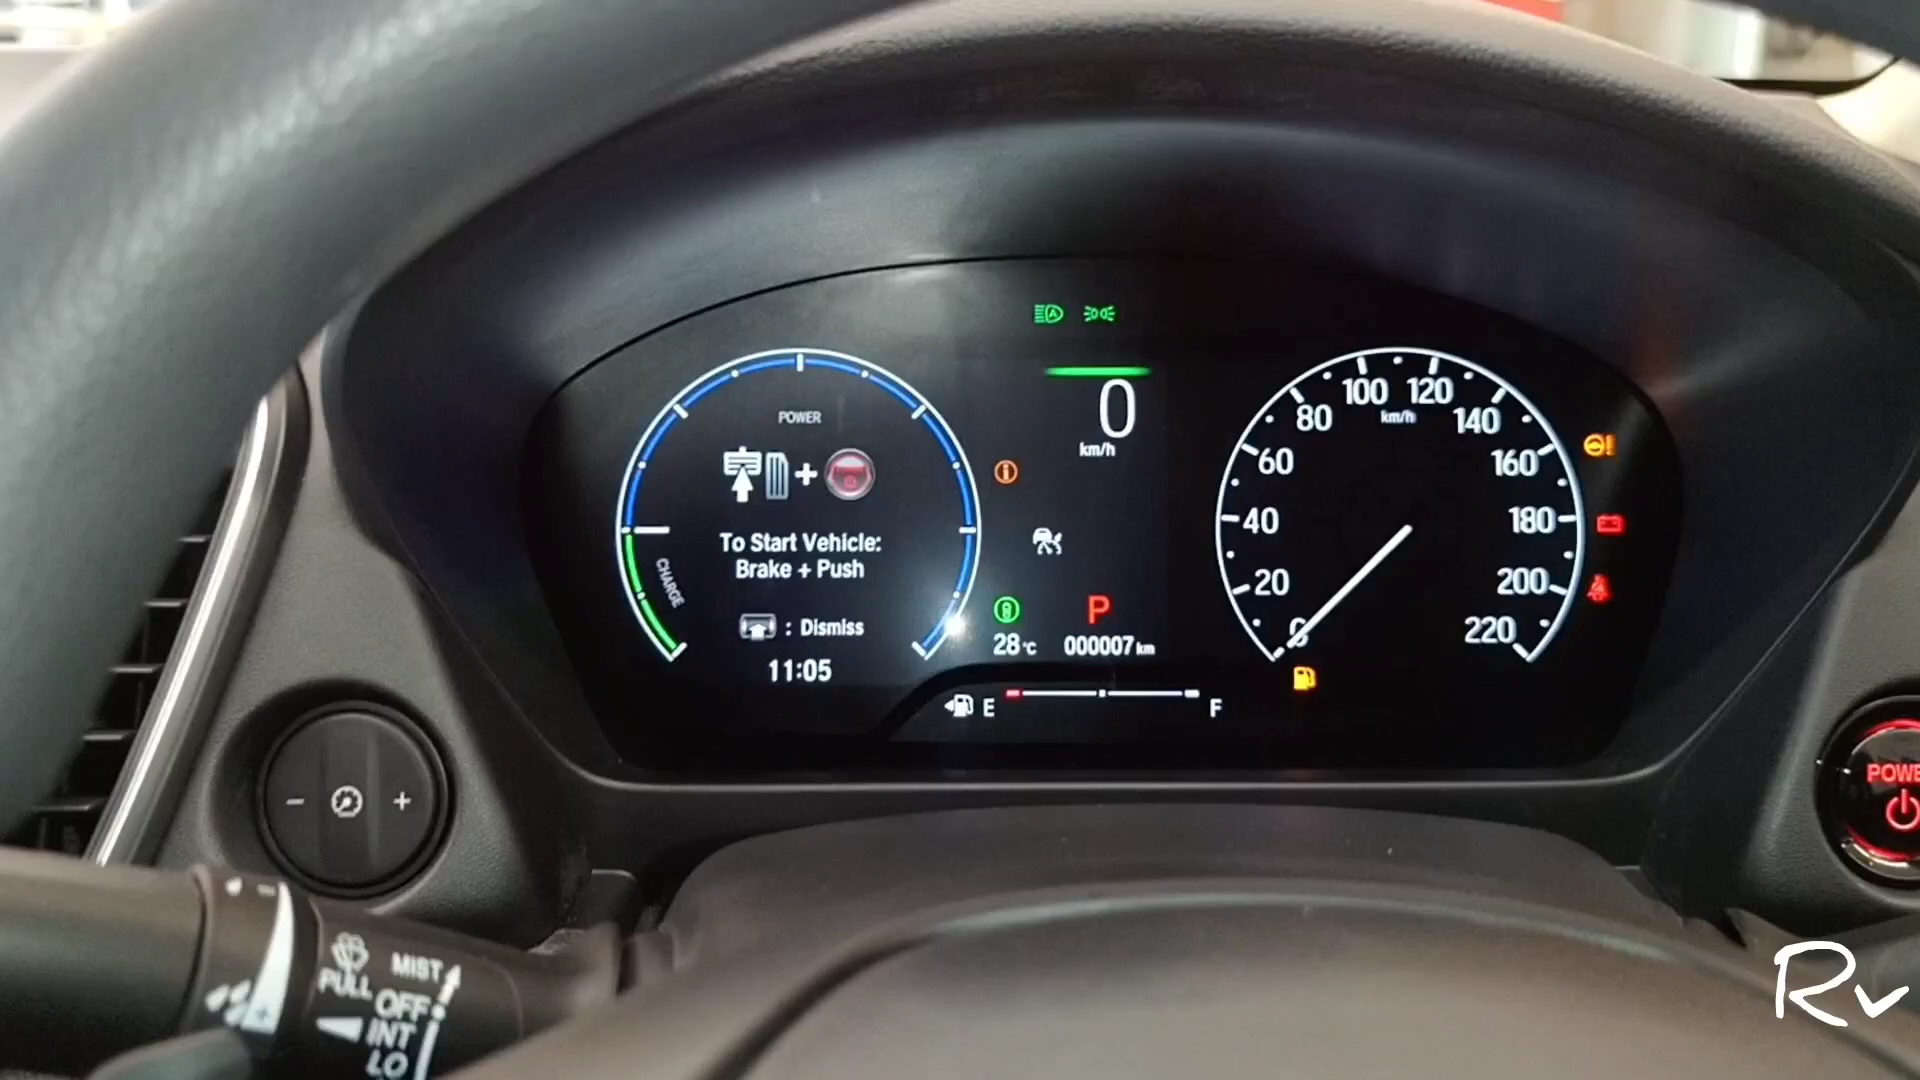 POWER
To Start Vehicle:
Brake + Push
: Dismiss
11:05
CHARGE
0
km/h
P
28°C
000007 km
E
F
0
20
40
60
80
100
120
140
160
180
200
220
km/h
POWE
PULL
MIST
OFF
INT
LO
Rv